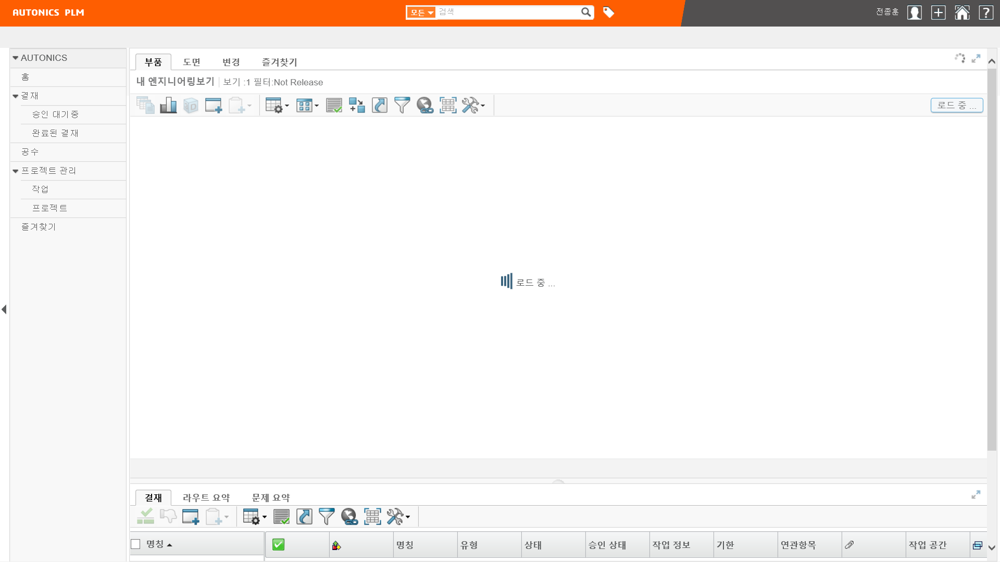 AUTONICS PLM
모든
검색
전종훈
AUTONICS
홈
결재
승인 대기중
완료된 결재
공수
프로젝트 관리
작업
프로젝트
즐겨찾기
부품 도면 변경 즐겨찾기
내 엔지니어링보기 보기 :1 필터:Not Release
3D
로드 중 ...
로드 중 ...
결재 라우트 요약 문제 요약
명칭 명칭 유형 상태 승인 상태 작업 정보 기한 연관항목 작업 공간